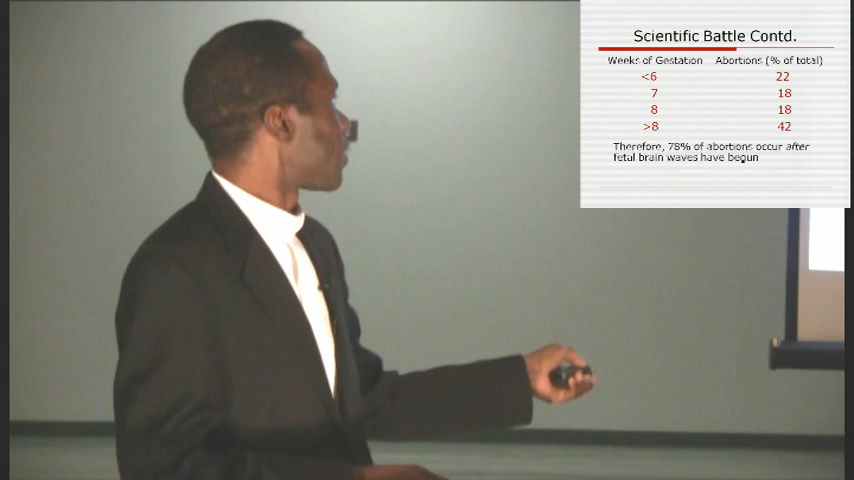 Scientific Battle Contd.
Weeks of Gestation Abortions (% of total)
<6 22
7 18
8 18
>8 42
Therefore, 78% of abortions occur after
fetal brain waves have begun